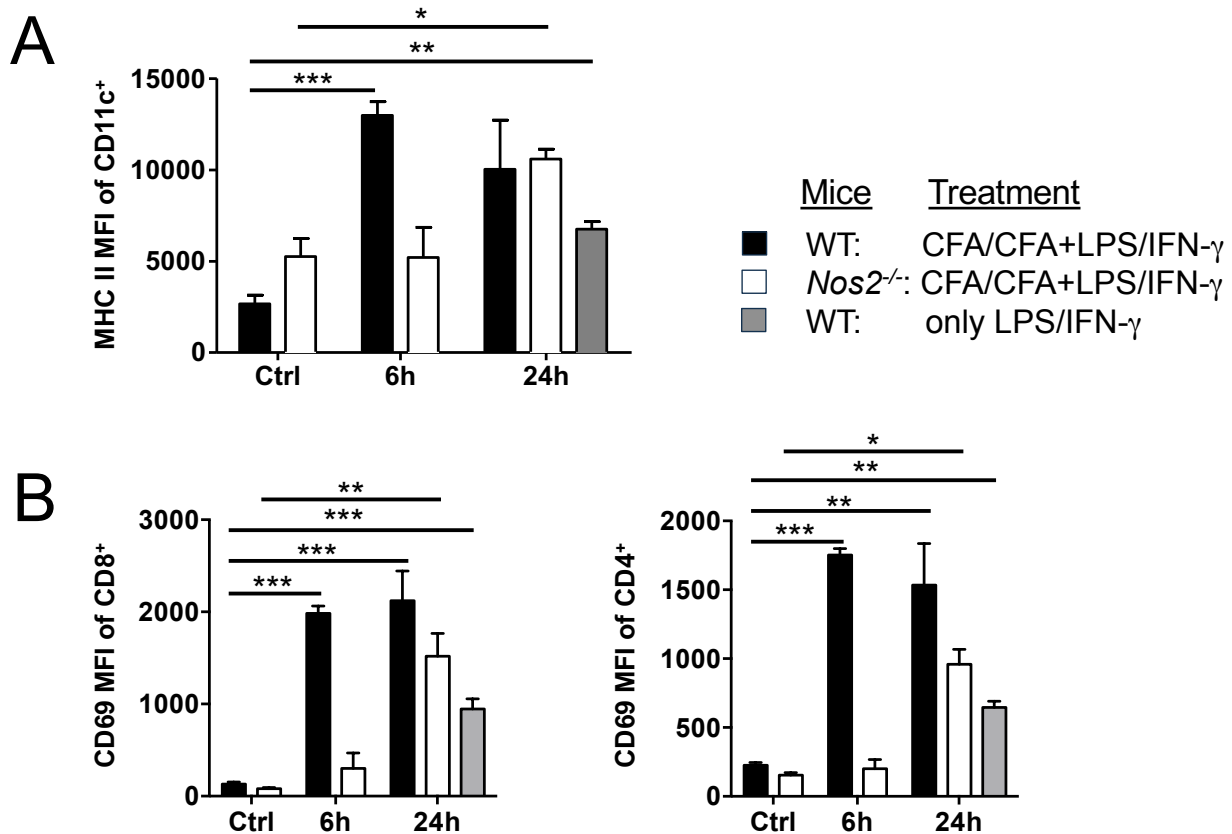 A
*
**
***
MHC II MFI of CD11c⁺
15000
10000
5000
0
Ctrl 6h 24h
Mice Treatment
WT: CFA/CFA+LPS/IFN-γ
Nos2⁻/⁻: CFA/CFA+LPS/IFN-γ
WT: only LPS/IFN-γ
B
**
***
***
***
CD69 MFI of CD8⁺
3000
2000
1000
0
Ctrl 6h 24h
*
**
**
***
CD69 MFI of CD4⁺
2000
1500
1000
500
0
Ctrl 6h 24h